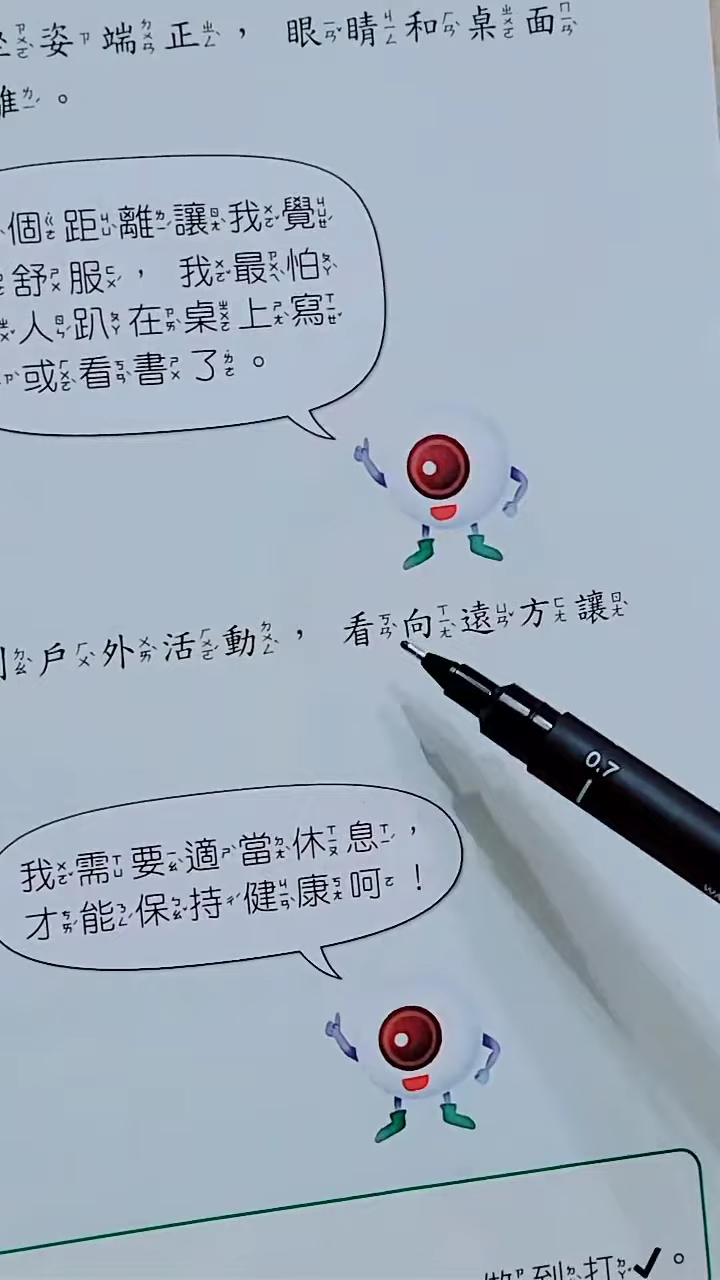 姿端正，眼睛和桌面
離。
個距離讓我覺
舒服，我最怕
人趴在桌上寫
或看書了。
戶外活動，看向遠方讓
0.7
我需要適當休息，
才能保持健康呵！
做到打✓。